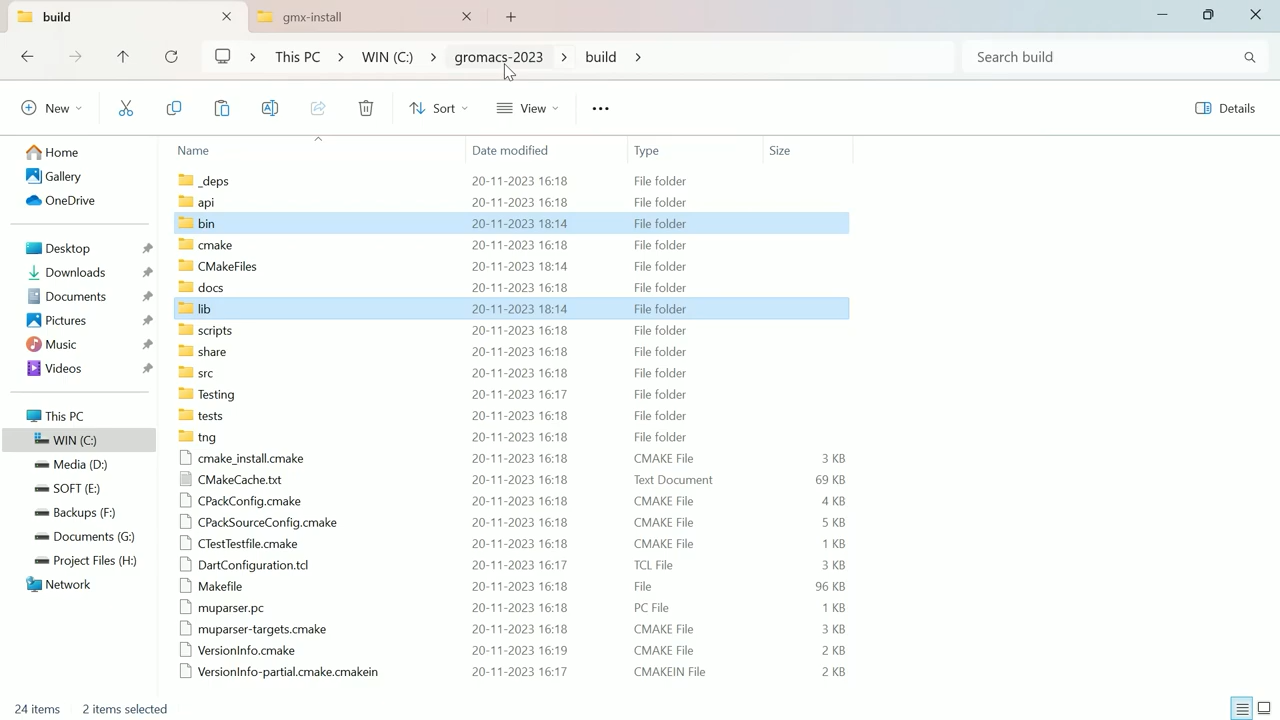 build
gmx-install
This PC > WIN (C:) > gromacs-2023 > build >
Search build
New
Sort
View
Details
Name Date modified Type Size
Home
Gallery
OneDrive
Desktop
Downloads
Documents
Pictures
Music
Videos
This PC
WIN (C:)
Media (D:)
SOFT (E:)
Backups (F:)
Documents (G:)
Project Files (H:)
Network
_deps 20-11-2023 16:18 File folder
api 20-11-2023 16:18 File folder
bin 20-11-2023 18:14 File folder
cmake 20-11-2023 16:18 File folder
CMakeFiles 20-11-2023 18:14 File folder
docs 20-11-2023 16:18 File folder
lib 20-11-2023 18:14 File folder
scripts 20-11-2023 16:18 File folder
share 20-11-2023 16:18 File folder
src 20-11-2023 16:18 File folder
Testing 20-11-2023 16:17 File folder
tests 20-11-2023 16:18 File folder
tng 20-11-2023 16:18 File folder
cmake_install.cmake 20-11-2023 16:18 CMAKE File 3 KB
CMakeCache.txt 20-11-2023 16:18 Text Document 69 KB
CPackConfig.cmake 20-11-2023 16:18 CMAKE File 4 KB
CPackSourceConfig.cmake 20-11-2023 16:18 CMAKE File 5 KB
CTestTestfile.cmake 20-11-2023 16:18 CMAKE File 1 KB
DartConfiguration.tcl 20-11-2023 16:17 TCL File 3 KB
Makefile 20-11-2023 16:18 File 96 KB
muparser.pc 20-11-2023 16:18 PC File 1 KB
muparser-targets.cmake 20-11-2023 16:18 CMAKE File 3 KB
VersionInfo.cmake 20-11-2023 16:19 CMAKE File 2 KB
VersionInfo-partial.cmake.cmakein 20-11-2023 16:17 CMAKEIN File 2 KB
24 items 2 items selected